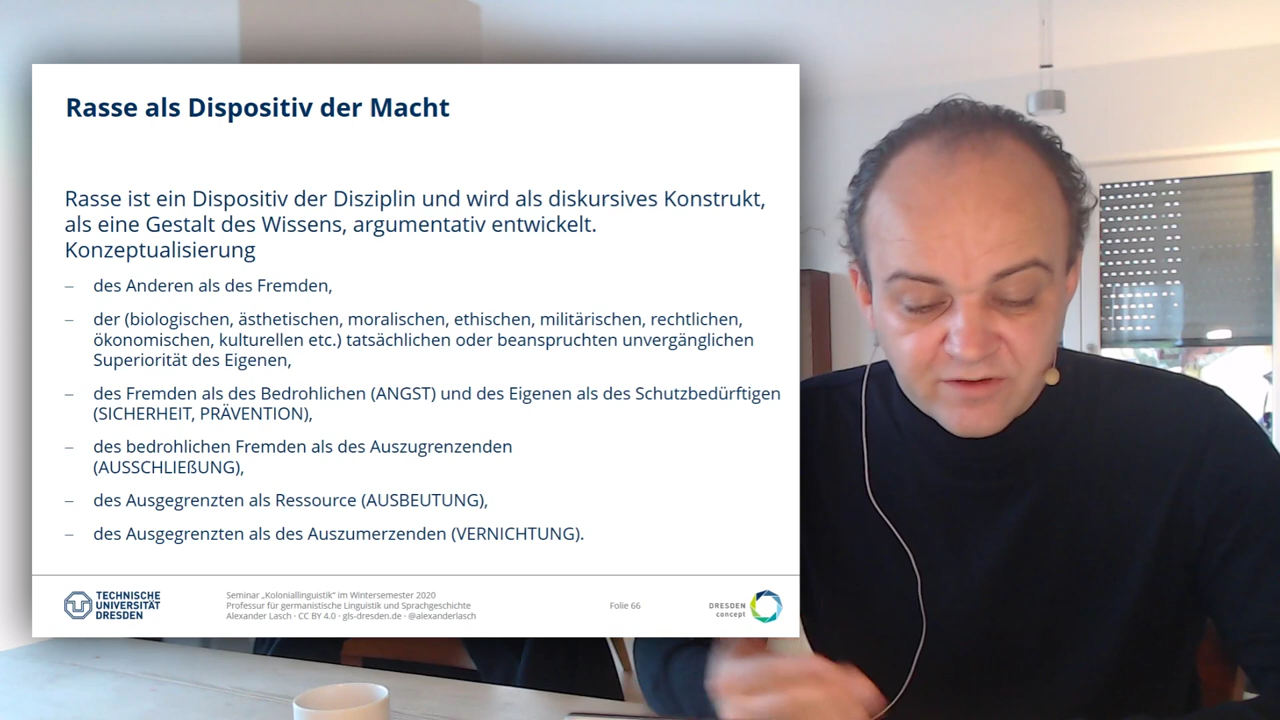 Rasse als Dispositiv der Macht
Rasse ist ein Dispositiv der Disziplin und wird als diskursives Konstrukt,
als eine Gestalt des Wissens, argumentativ entwickelt.
Konzeptualisierung
– des Anderen als des Fremden,
– der (biologischen, ästhetischen, moralischen, ethischen, militärischen, rechtlichen,
ökonomischen, kulturellen etc.) tatsächlichen oder beanspruchten unvergänglichen
Superiorität des Eigenen,
– des Fremden als des Bedrohlichen (ANGST) und des Eigenen als des Schutzbedürftigen
(SICHERHEIT, PRÄVENTION),
– des bedrohlichen Fremden als des Auszugrenzenden
(AUSSCHLIEßUNG),
– des Ausgegrenzten als Ressource (AUSBEUTUNG),
– des Ausgegrenzten als des Auszumerzenden (VERNICHTUNG).
TECHNISCHE
UNIVERSITÄT
DRESDEN
Seminar „Koloniallinguistik“ im Wintersemester 2020
Professur für germanistische Linguistik und Sprachgeschichte
Alexander Lasch · CC BY 4.0 · gls-dresden.de · @alexanderlasch
Folie 66
DRESDEN
concept